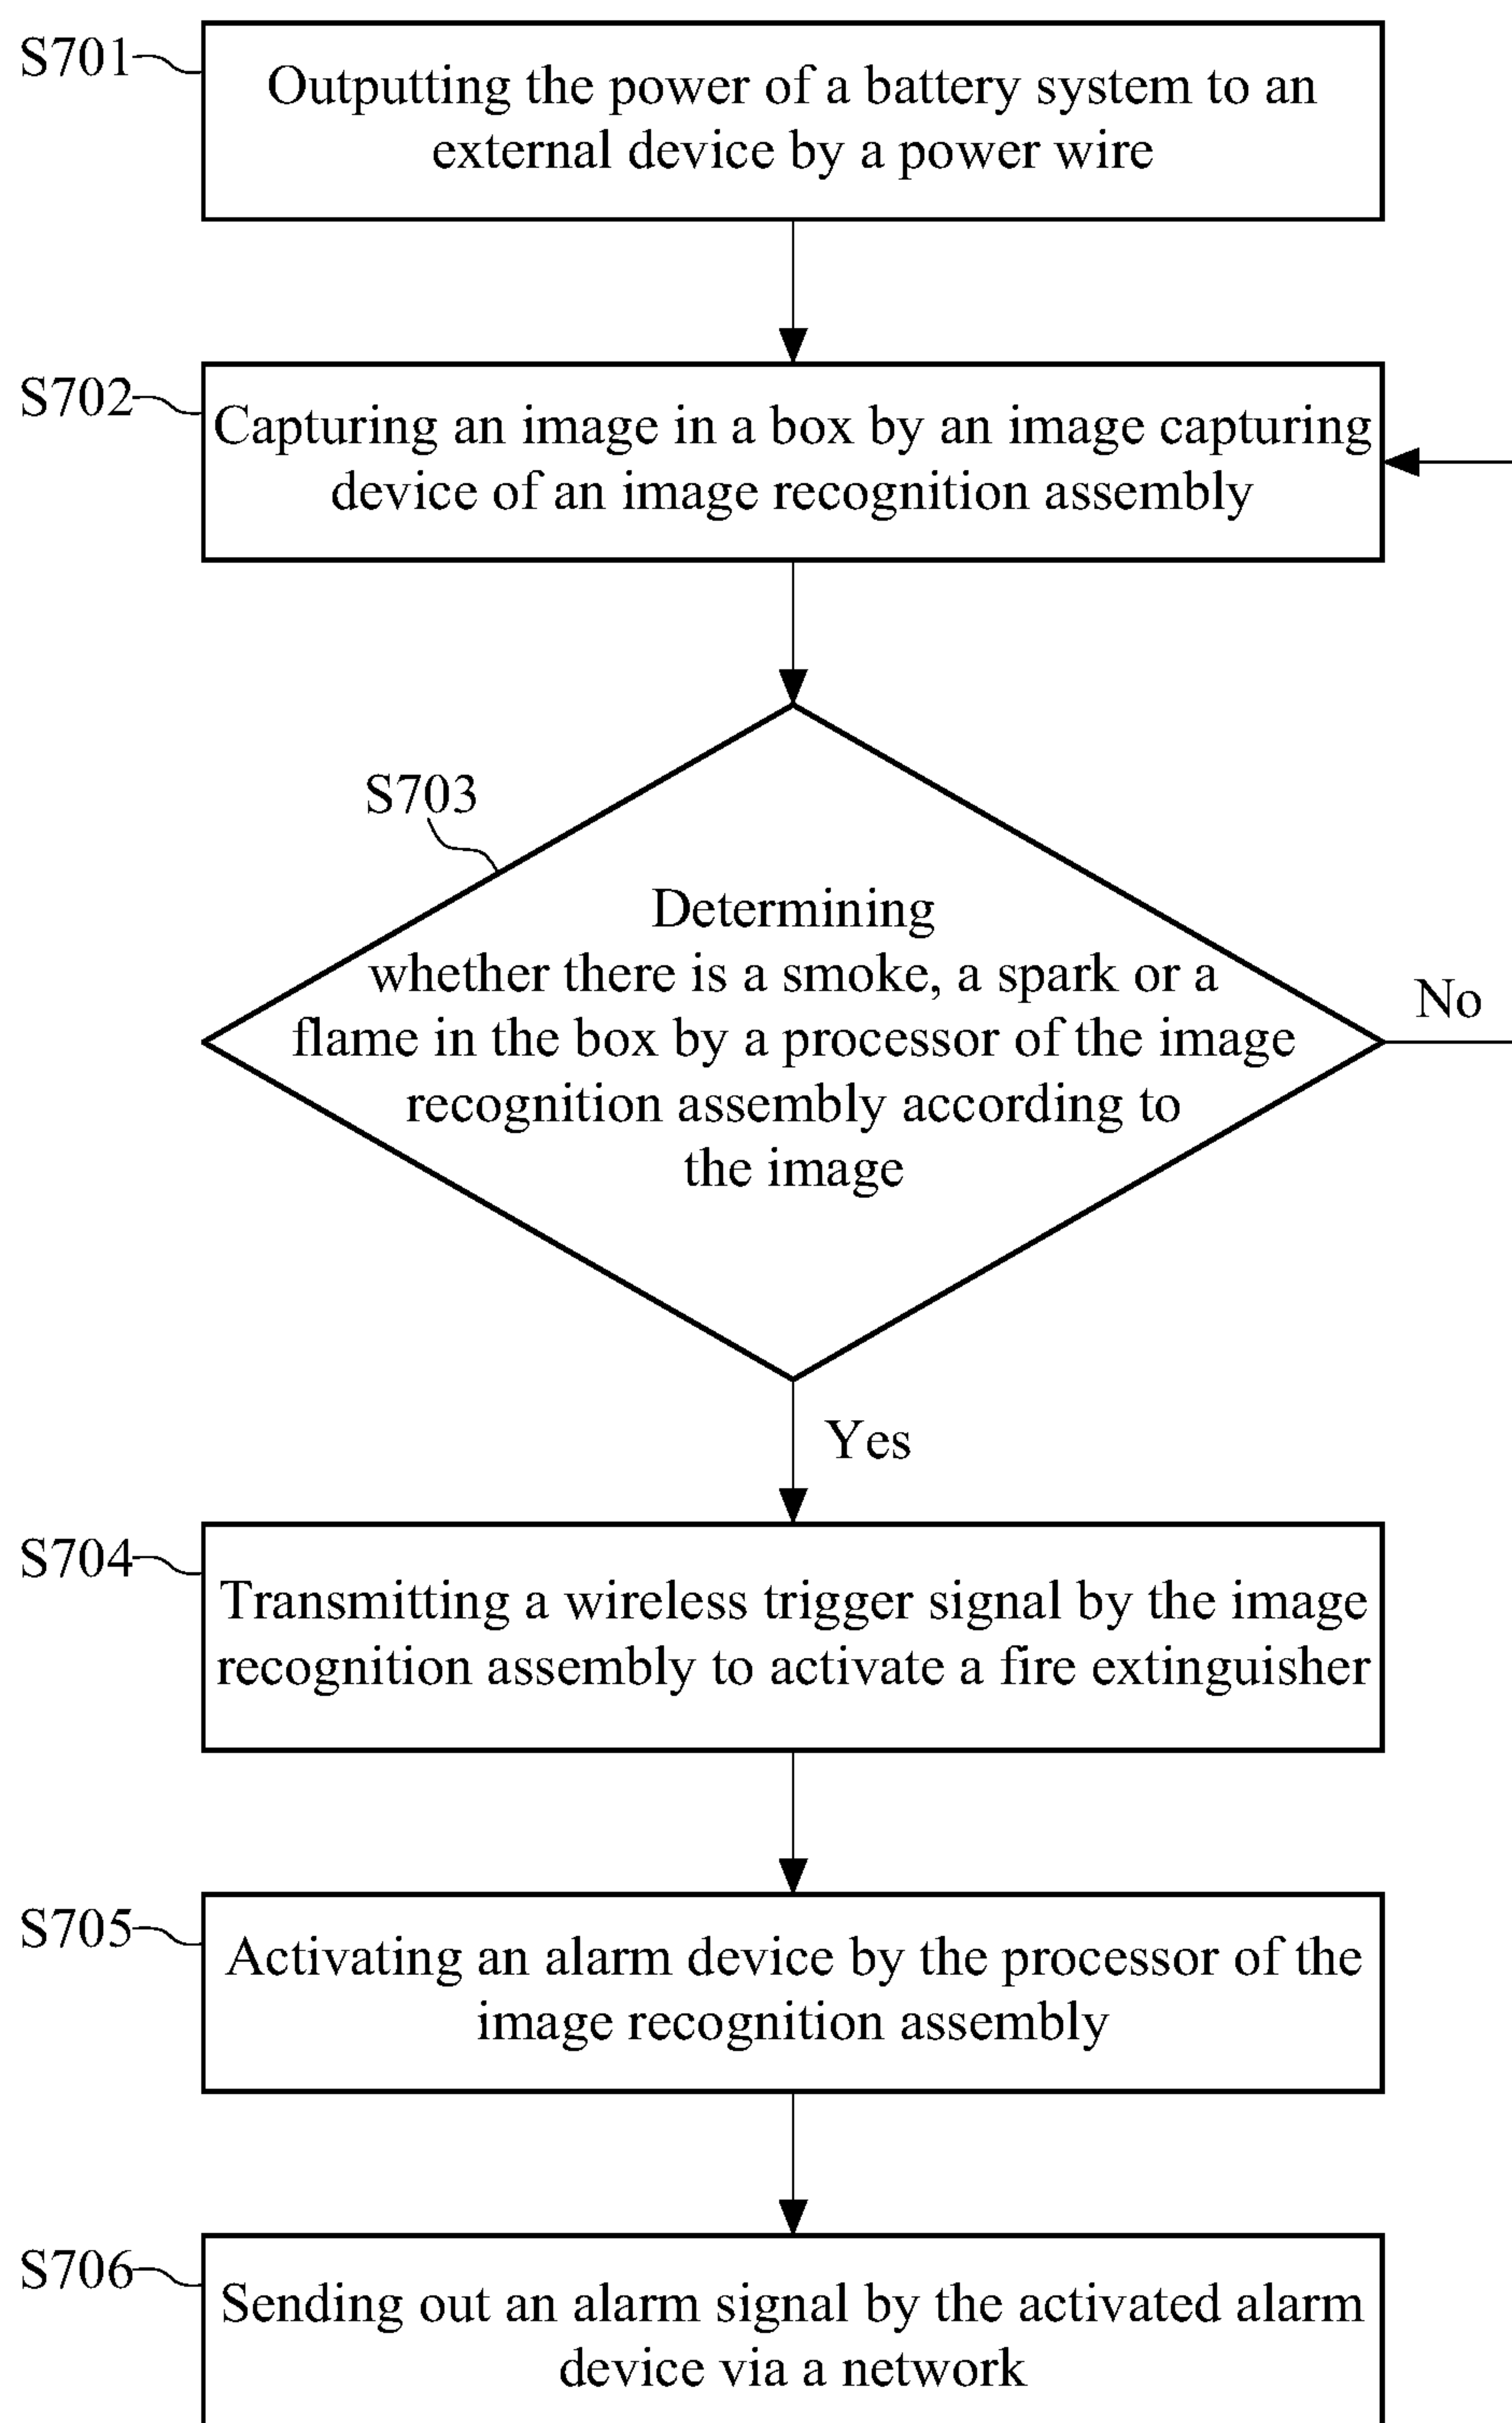 S701
Outputting the power of a battery system to an
external device by a power wire
S702
Capturing an image in a box by an image capturing
device of an image recognition assembly
S703
Determining
whether there is a smoke, a spark or a
flame in the box by a processor of the image
recognition assembly according to
the image
No
Yes
S704
Transmitting a wireless trigger signal by the image
recognition assembly to activate a fire extinguisher
S705
Activating an alarm device by the processor of the
image recognition assembly
S706
Sending out an alarm signal by the activated alarm
device via a network